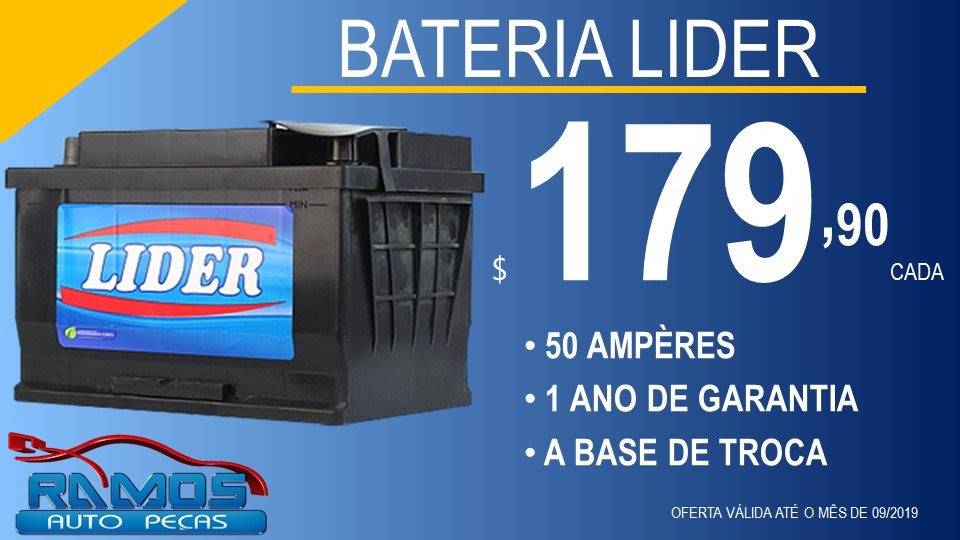 BATERIA LIDER
$ 179,90
CADA
MIN
LIDER
• 50 AMPÈRES
• 1 ANO DE GARANTIA
• A BASE DE TROCA
RAMOS
AUTO PEÇAS
OFERTA VÁLIDA ATÉ O MÊS DE 09/2019